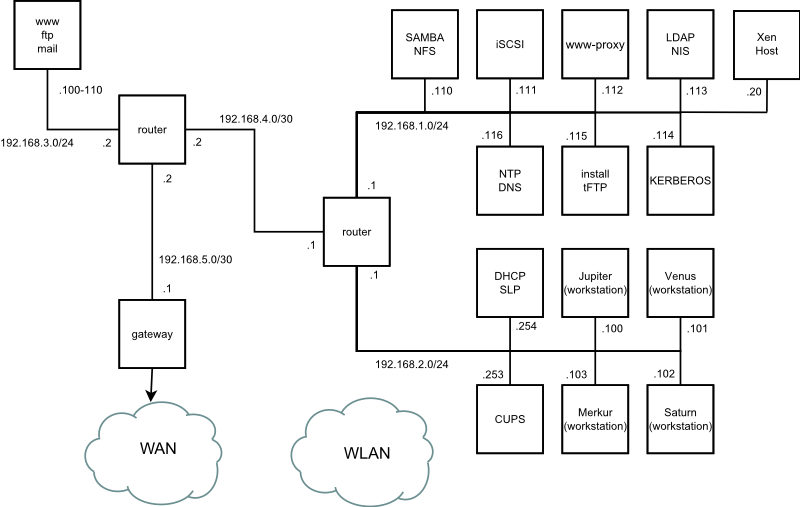 www
ftp
mail
.100-110
192.168.3.0/24
.2
router
.2
.2
192.168.4.0/30
192.168.5.0/30
.1
gateway
WAN
.1
router
.1
.1
SAMBA
NFS
.110
iSCSI
.111
www-proxy
.112
LDAP
NIS
.113
Xen
Host
.20
192.168.1.0/24
.116
NTP
DNS
.115
install
tFTP
.114
KERBEROS
DHCP
SLP
.254
Jupiter
(workstation)
.100
Venus
(workstation)
.101
192.168.2.0/24
.253
CUPS
.103
Merkur
(workstation)
.102
Saturn
(workstation)
WLAN